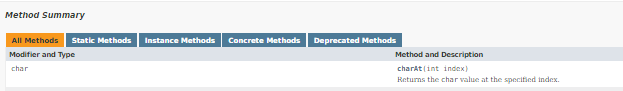 Method Summary
All Methods Static Methods Instance Methods Concrete Methods Deprecated Methods
Modifier and Type Method and Description
char charAt(int index)
Returns the char value at the specified index.